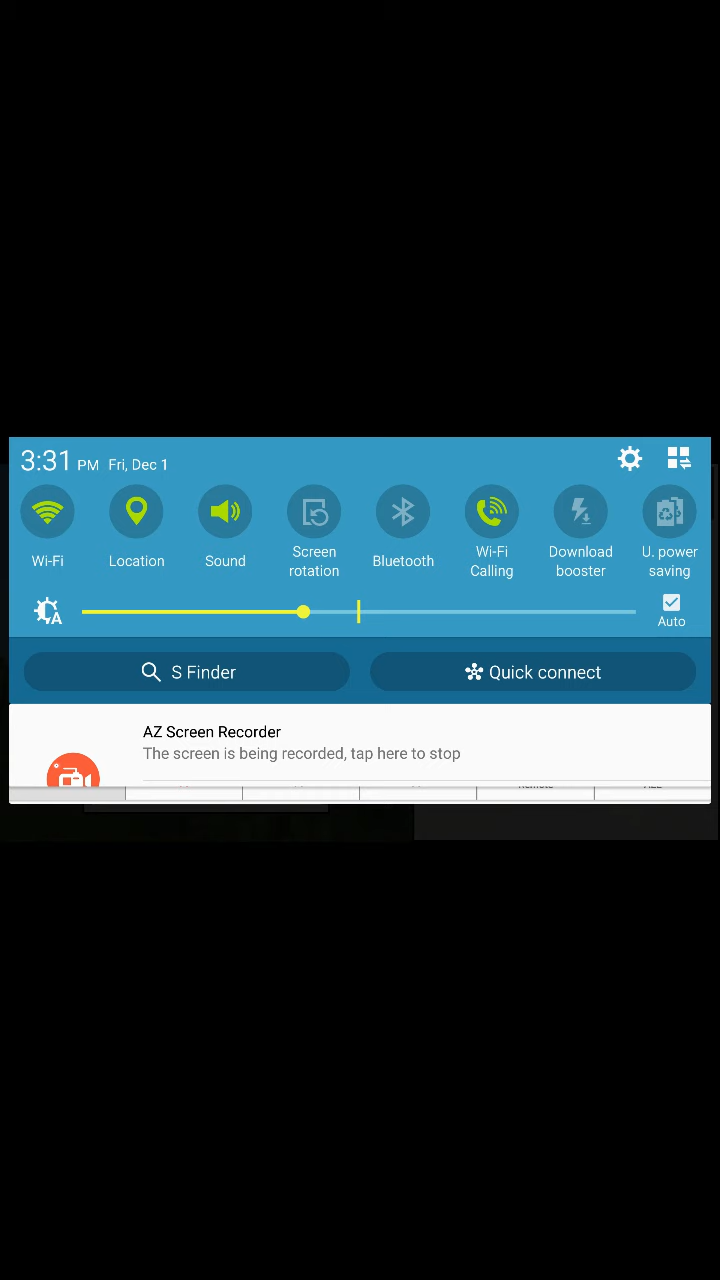 3:31 PM Fri, Dec 1
Wi-Fi
Location
Sound
Screen
rotation
Bluetooth
Wi-Fi
Calling
Download
booster
U. power
saving
A
Auto
S Finder
Quick connect
AZ Screen Recorder
The screen is being recorded, tap here to stop